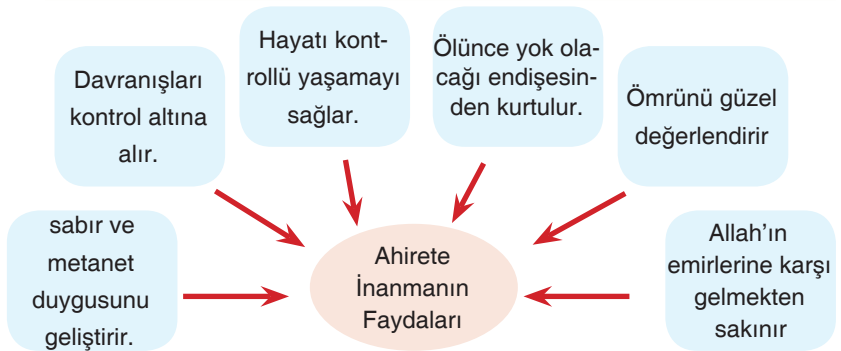 Hayatı kont-
rollü yaşamayı
sağlar.
Ölünce yok ola-
cağı endişesin-
den kurtulur.
Davranışları
kontrol altına
alır.
Ömrünü güzel
değerlendirir
sabır ve
metanet
duygusunu
geliştirir.
Ahirete
İnanmanın
Faydaları
Allah’ın
emirlerine karşı
gelmekten
sakınır